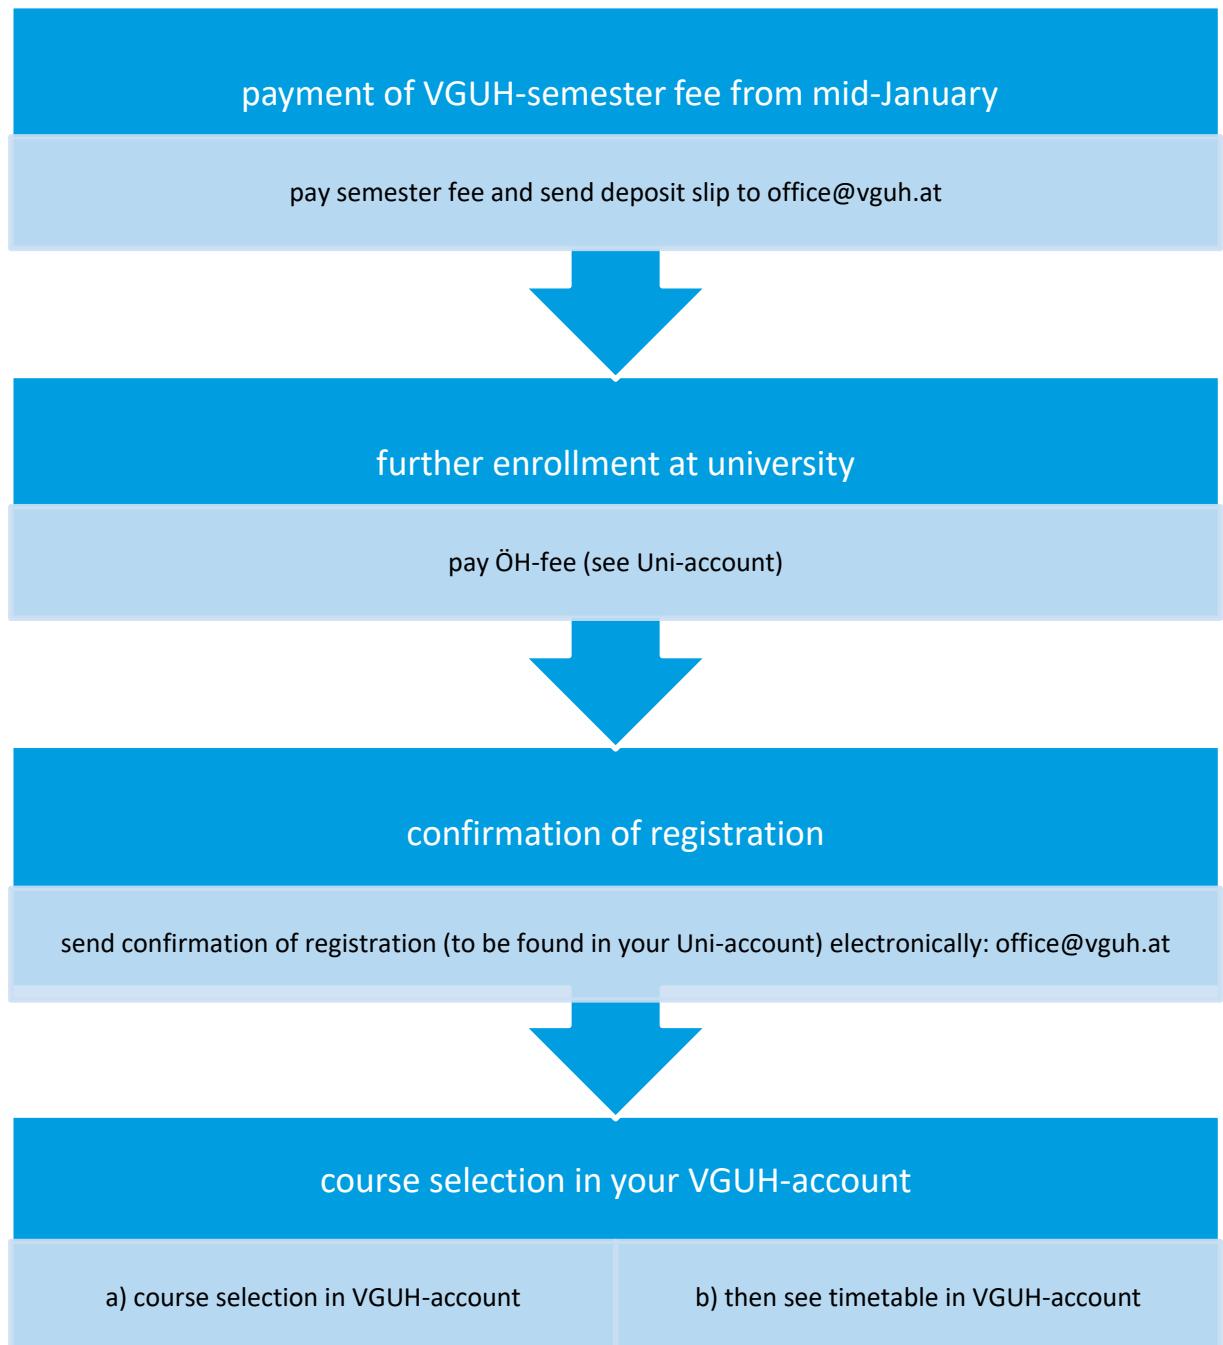 payment of VGUH-semester fee from mid-January
pay semester fee and send deposit slip to office@vguh.at
further enrollment at university
pay ÖH-fee (see Uni-account)
confirmation of registration
send confirmation of registration (to be found in your Uni-account) electronically: office@vguh.at
course selection in your VGUH-account
a) course selection in VGUH-account
b) then see timetable in VGUH-account